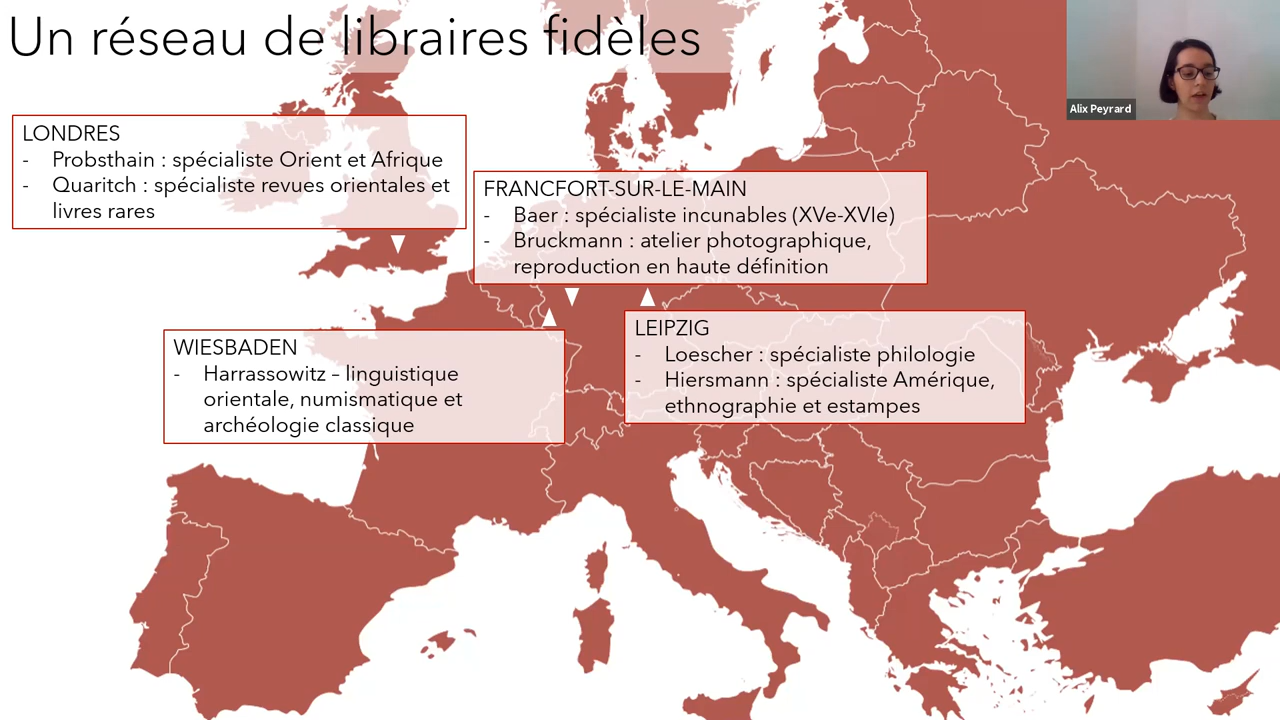 Un réseau de libraires fidèles
Alix Peyrard
LONDRES
- Probsthain : spécialiste Orient et Afrique
- Quaritch : spécialiste revues orientales et
livres rares
FRANCFORT-SUR-LE-MAIN
- Baer : spécialiste incunables (XVe-XVIe)
- Bruckmann : atelier photographique,
reproduction en haute définition
WIESBADEN
- Harrassowitz – linguistique
orientale, numismatique et
archéologie classique
LEIPZIG
- Loescher : spécialiste philologie
- Hiersmann : spécialiste Amérique,
ethnographie et estampes